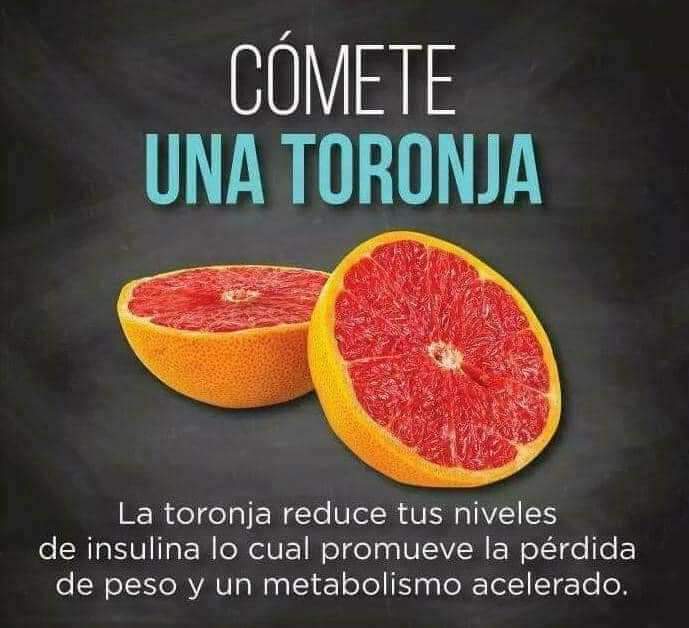 CÓMETE
UNA TORONJA
La toronja reduce tus niveles
de insulina lo cual promueve la pérdida
de peso y un metabolismo acelerado.